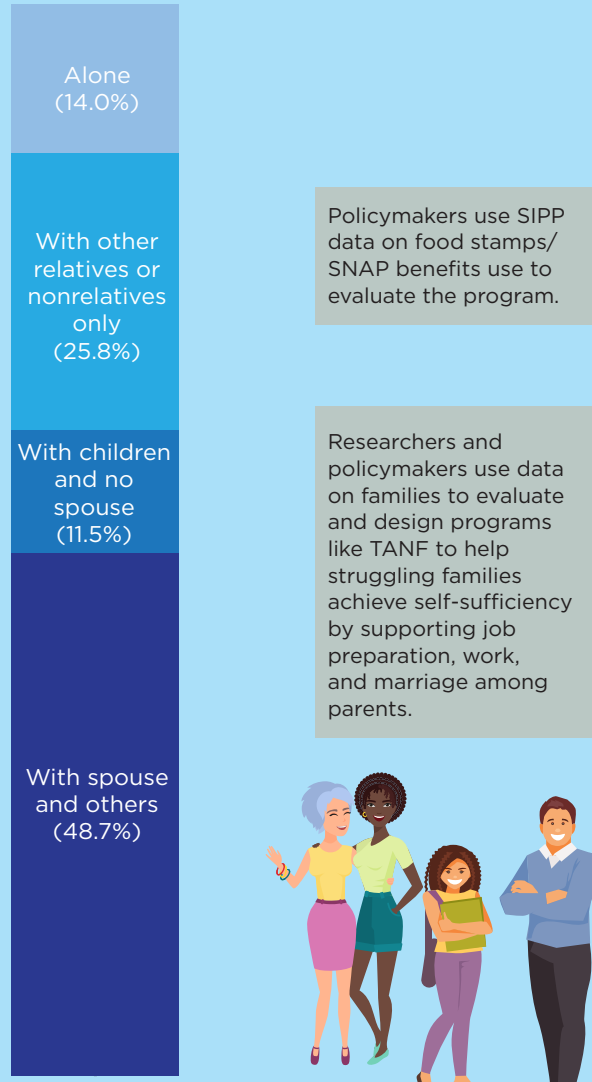 Alone
(14.0%)
With other
relatives or
nonrelatives
only
(25.8%)
With children
and no
spouse
(11.5%)
With spouse
and others
(48.7%)
Policymakers use SIPP
data on food stamps/
SNAP benefits use to
evaluate the program.
Researchers and
policymakers use data
on families to evaluate
and design programs
like TANF to help
struggling families
achieve self-sufficiency
by supporting job
preparation, work,
and marriage among
parents.